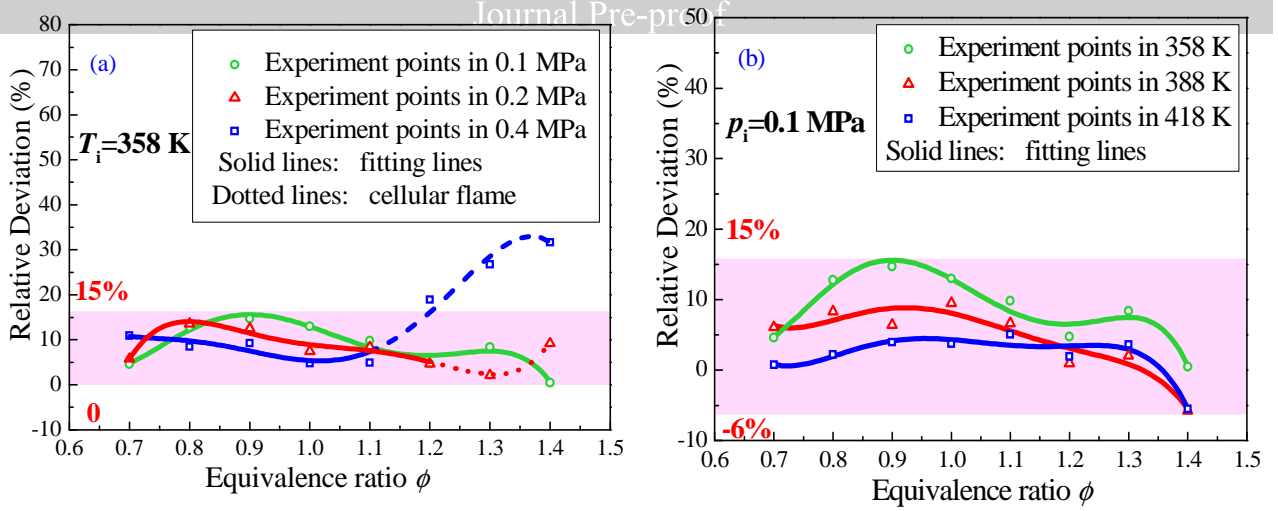 Journal Pre-proof
(a)
Experiment points in 0.1 MPa
Experiment points in 0.2 MPa
Experiment points in 0.4 MPa
Solid lines: fitting lines
Dotted lines: cellular flame
T_i=358 K
15%
0
80
70
60
50
40
30
20
10
0
-10
0.6 0.7 0.8 0.9 1.0 1.1 1.2 1.3 1.4 1.5
Relative Deviation (%)
Equivalence ratio ϕ
(b)
Experiment points in 358 K
Experiment points in 388 K
Experiment points in 418 K
Solid lines: fitting lines
p_i=0.1 MPa
15%
-6%
50
40
30
20
10
0
-10
0.6 0.7 0.8 0.9 1.0 1.1 1.2 1.3 1.4 1.5
Relative Deviation (%)
Equivalence ratio ϕ